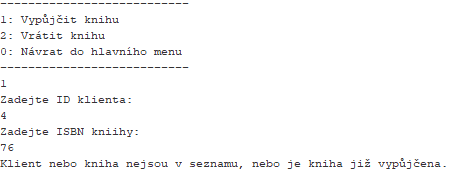 ---------------------------
1: Vypůjčit knihu
2: Vrátit knihu
0: Návrat do hlavního menu
---------------------------
1
Zadejte ID klienta:
4
Zadejte ISBN kniihy:
76
Klient nebo kniha nejsou v seznamu, nebo je kniha již vypůjčena.